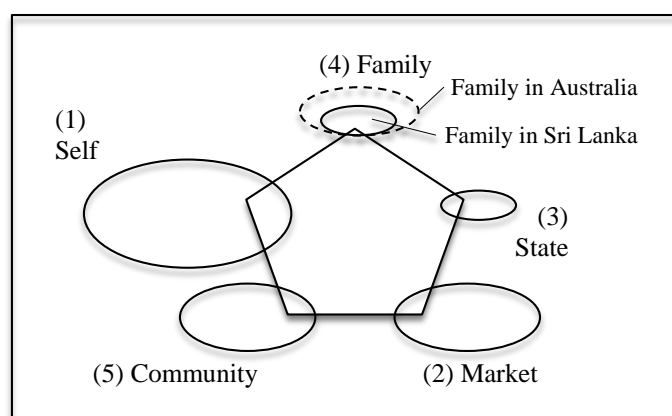 (4) Family
Family in Australia
Family in Sri Lanka
(1)
Self
(3)
State
(5) Community
(2) Market